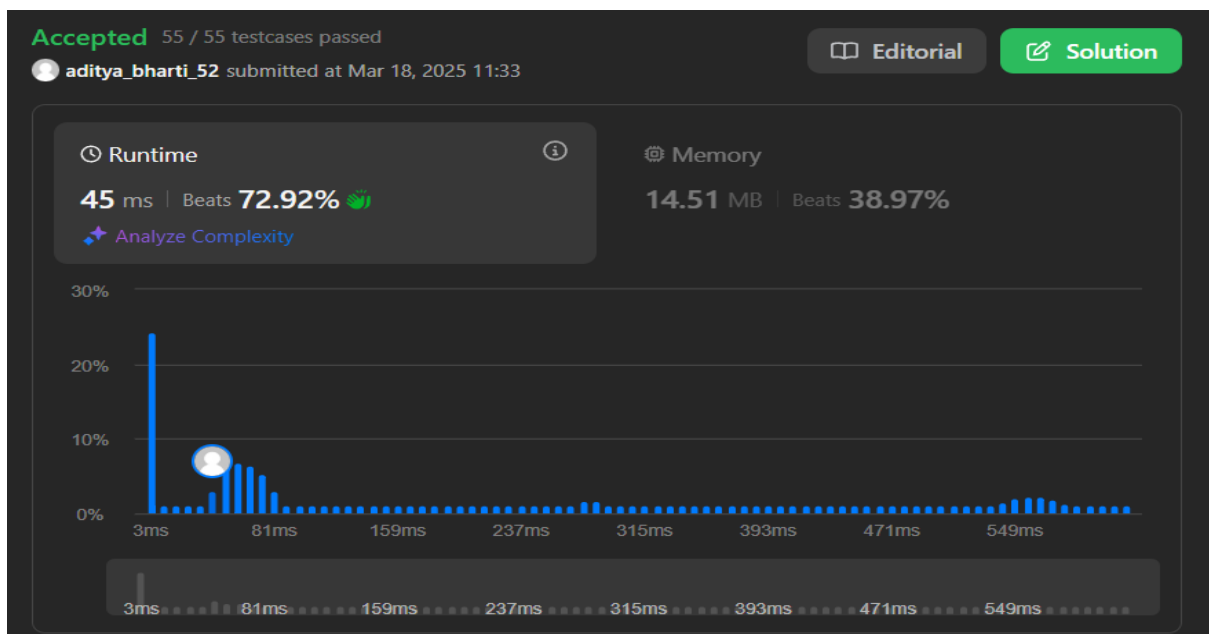 Accepted 55 / 55 testcases passed
Editorial
Solution
aditya_bharti_52 submitted at Mar 18, 2025 11:33
Runtime
45 ms | Beats 72.92%
Analyze Complexity
Memory
14.51 MB | Beats 38.97%
30%
20%
10%
0%
3ms 81ms 159ms 237ms 315ms 393ms 471ms 549ms
3ms 81ms 159ms 237ms 315ms 393ms 471ms 549ms